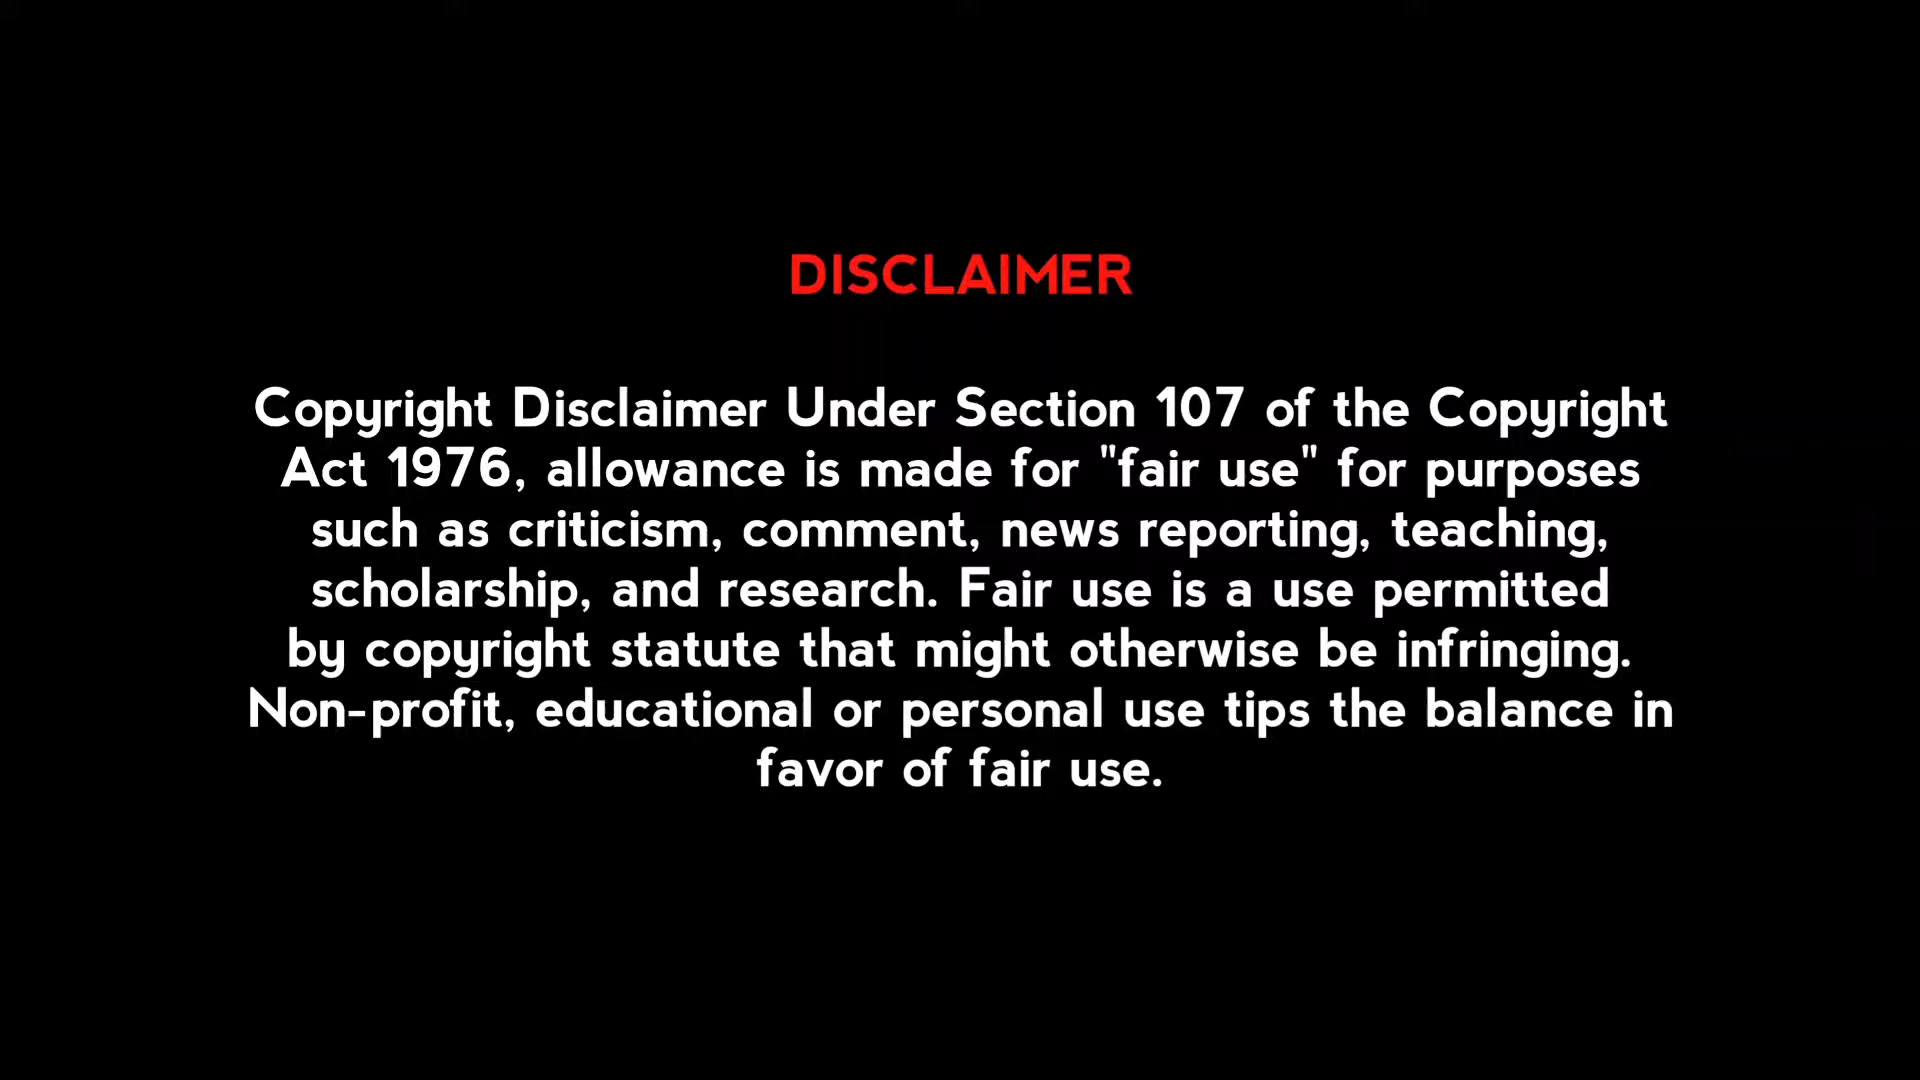 DISCLAIMER
Copyright Disclaimer Under Section 107 of the Copyright
Act 1976, allowance is made for "fair use" for purposes
such as criticism, comment, news reporting, teaching,
scholarship, and research. Fair use is a use permitted
by copyright statute that might otherwise be infringing.
Non-profit, educational or personal use tips the balance in
favor of fair use.